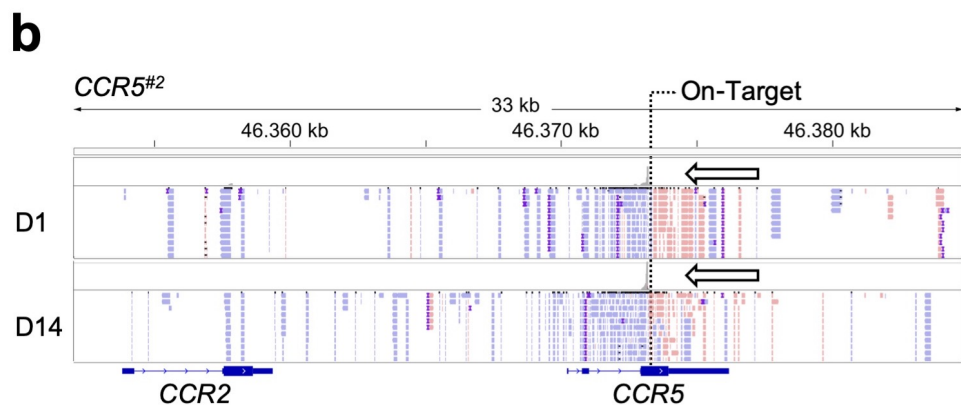 b
CCR5#2
On-Target
33 kb
46.360 kb
46.370 kb
46.380 kb
D1
D14
CCR2
CCR5